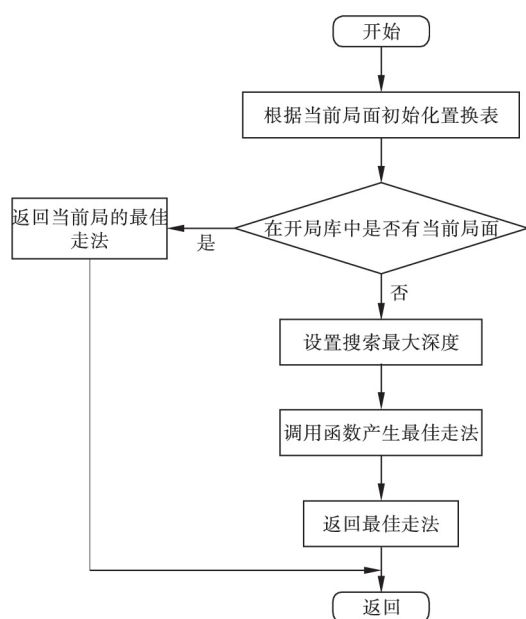 开始
根据当前局面初始化置换表
在开局库中是否有当前局面
是
返回当前局的最佳
走法
否
设置搜索最大深度
调用函数产生最佳走法
返回最佳走法
返回